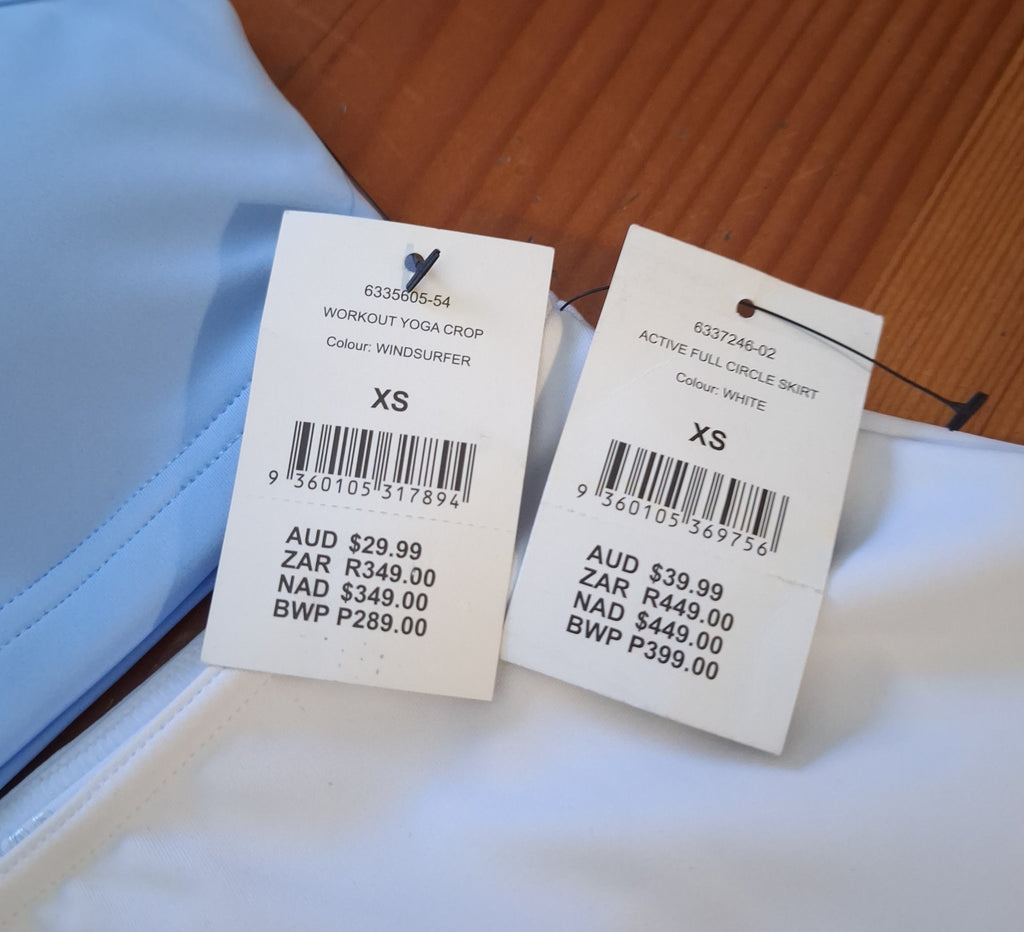 6335605-54
WORKOUT YOGA CROP
Colour: WINDSURFER
XS
9 360105 317894
AUD $29.99
ZAR R349.00
NAD $349.00
BWP P289.00
6337246-02
ACTIVE FULL CIRCLE SKIRT
Colour: WHITE
XS
9 360105 369756
AUD $39.99
ZAR R449.00
NAD $449.00
BWP P399.00